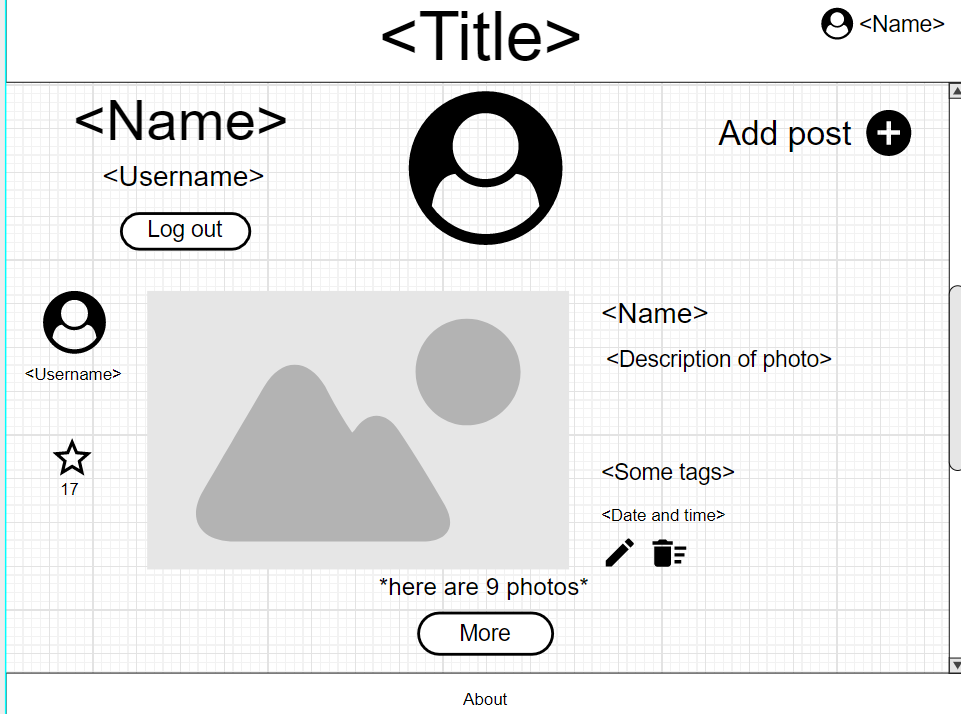 <Title>
<Name>
<Name>
<Username>
Log out
Add post
<Username>
17
<Name>
<Description of photo>
<Some tags>
<Date and time>
*here are 9 photos*
More
About